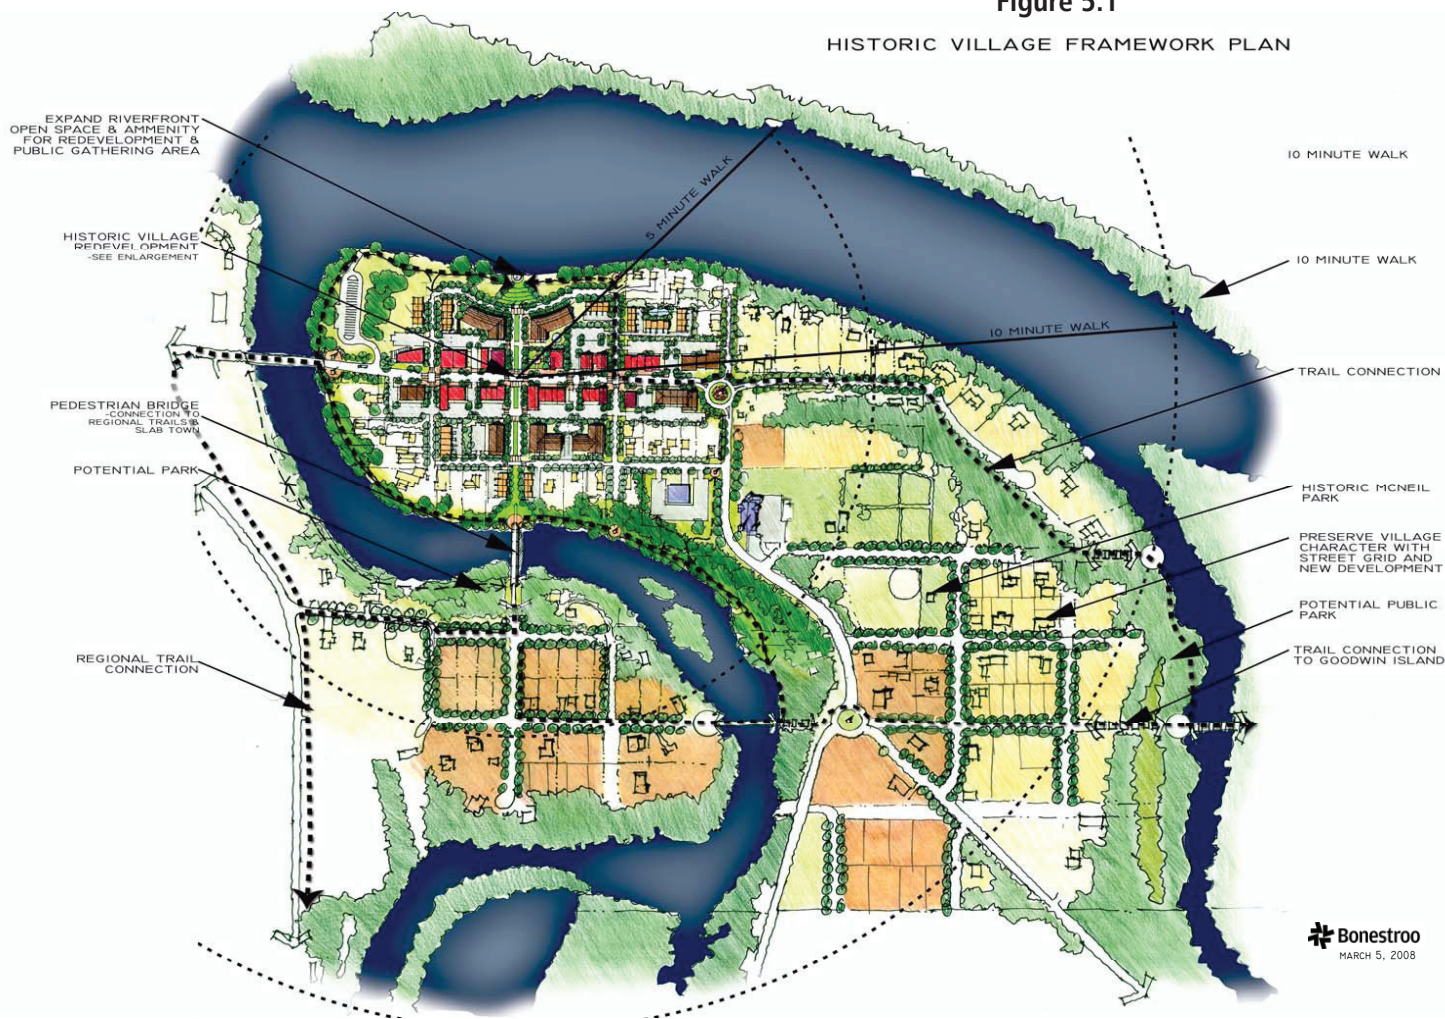 Figure 5.1
HISTORIC VILLAGE FRAMEWORK PLAN
EXPAND RIVERFRONT
OPEN SPACE & AMMENITY
FOR REDEVELOPMENT &
PUBLIC GATHERING AREA
HISTORIC VILLAGE
REDEVELOPMENT
-SEE ENLARGEMENT
PEDESTRIAN BRIDGE
-CONNECTION TO
REGIONAL TRAILS &
SLAB TOWN
POTENTIAL PARK
REGIONAL TRAIL
CONNECTION
5 MINUTE WALK
10 MINUTE WALK
10 MINUTE WALK
10 MINUTE WALK
TRAIL CONNECTION
HISTORIC MCNEIL
PARK
PRESERVE VILLAGE
CHARACTER WITH
STREET GRID AND
NEW DEVELOPMENT
POTENTIAL PUBLIC
PARK
TRAIL CONNECTION
TO GOODWIN ISLAND
Bonestroo
MARCH 5, 2008